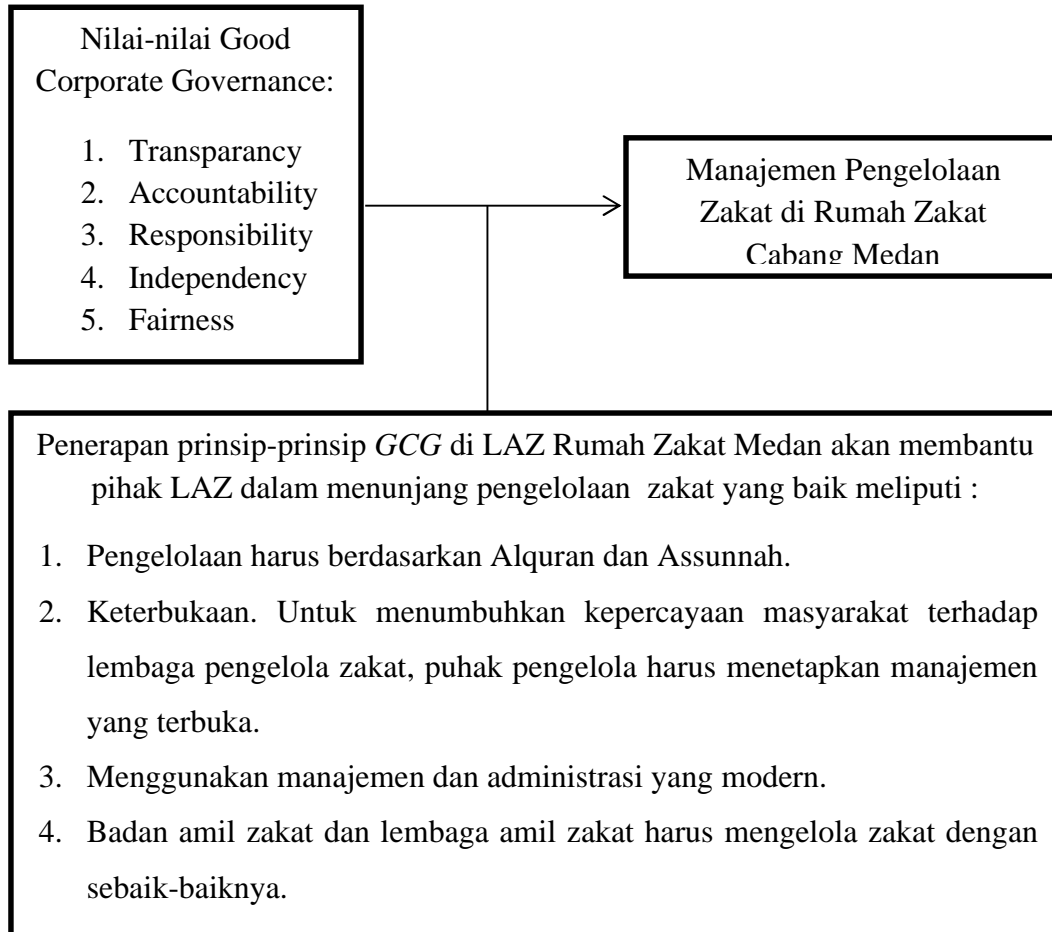 Nilai-nilai Good
Corporate Governance:
1. Transparancy
2. Accountability
3. Responsibility
4. Independency
5. Fairness
Manajemen Pengelolaan
Zakat di Rumah Zakat
Cabang Medan
Penerapan prinsip-prinsip GCG di LAZ Rumah Zakat Medan akan membantu
pihak LAZ dalam menunjang pengelolaan zakat yang baik meliputi :
1. Pengelolaan harus berdasarkan Alquran dan Assunnah.
2. Keterbukaan. Untuk menumbuhkan kepercayaan masyarakat terhadap
lembaga pengelola zakat, puhak pengelola harus menetapkan manajemen
yang terbuka.
3. Menggunakan manajemen dan administrasi yang modern.
4. Badan amil zakat dan lembaga amil zakat harus mengelola zakat dengan
sebaik-baiknya.